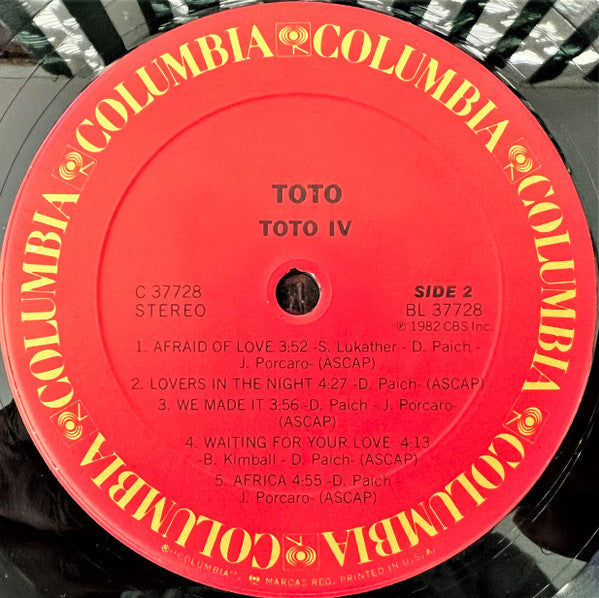 COLUMBIA COLUMBIA COLUMBIA COLUMBIA COLUMBIA COLUMBIA
TOTO
TOTO IV
C 37728
STEREO
SIDE 2
BL 37728
℗ 1982 CBS Inc.
1. AFRAID OF LOVE 3:52 -S. Lukather - D. Paich -
J. Porcaro- (ASCAP)
2. LOVERS IN THE NIGHT 4:27 -D. Paich- (ASCAP)
3. WE MADE IT 3:56 -D. Paich - J. Porcaro-
(ASCAP)
4. WAITING FOR YOUR LOVE 4:13
-B. Kimball - D. Paich- (ASCAP)
5. AFRICA 4:55 -D. Paich -
J. Porcaro- (ASCAP)
®-"COLUMBIA", MARCAS REG. PRINTED IN U.S.A.